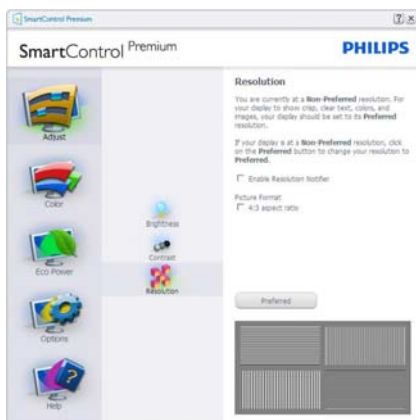 SmartControl Premium
SmartControl Premium
PHILIPS
Adjust
Color
Eco Power
Options
Help
Brightness
Contrast
Resolution
Resolution
You are currently at a Non-Preferred resolution. For
your display to show crisp, clear text, colors, and
images, your display should be set to its Preferred
resolution.
If your display is at a Non-Preferred resolution, click
on the Preferred button to change your resolution to
Preferred.
Enable Resolution Notifier
Picture Format
4:3 aspect ratio
Preferred